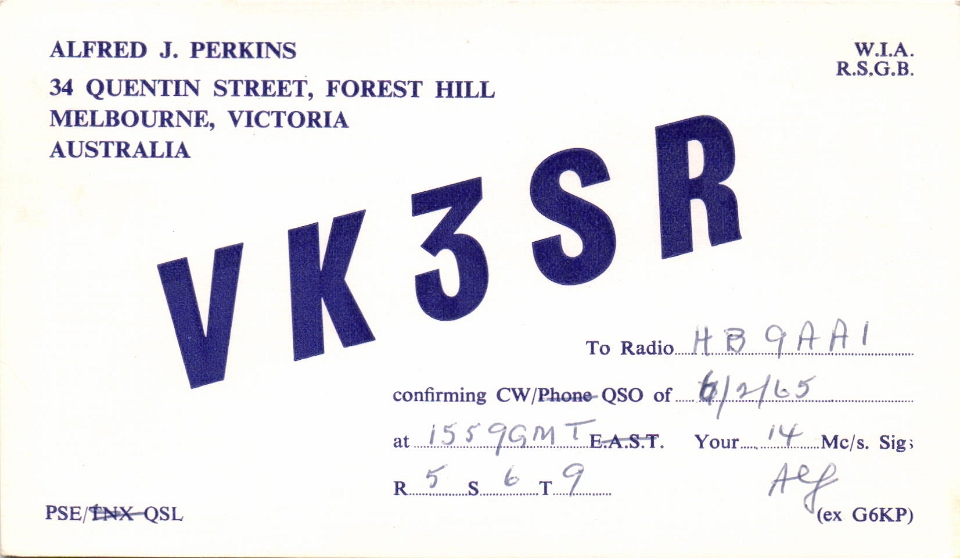 ALFRED J. PERKINS
34 QUENTIN STREET, FOREST HILL
MELBOURNE, VICTORIA
AUSTRALIA
W.I.A.
R.S.G.B.
VK3SR
To Radio HB9AAI
confirming CW/Phone QSO of 6/2/65
at 1559GMT E.A.S.T. Your 14 Mc/s. Sig;
R 5 S 6 T 9
Alf
PSE/TNX QSL
(ex G6KP)